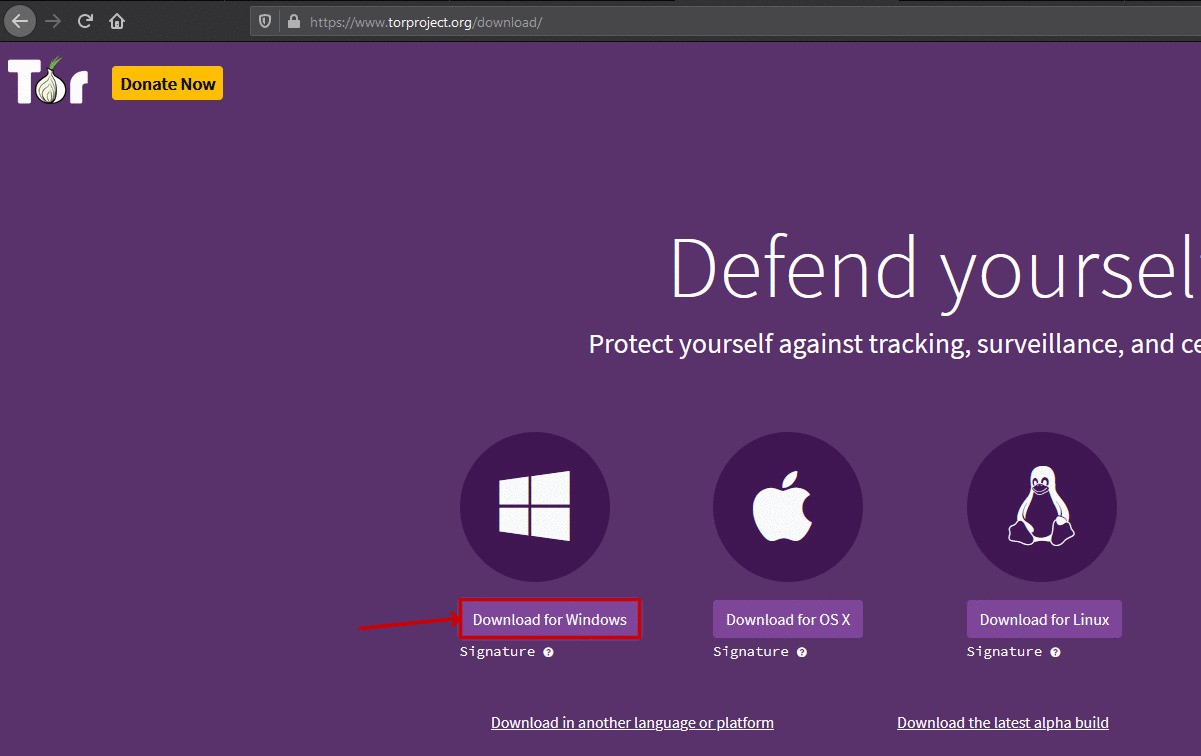 https://www.torproject.org/download/
Tor
Donate Now
Defend yourself
Protect yourself against tracking, surveillance, and ce
Download for Windows
Download for OS X
Download for Linux
Signature ?
Signature ?
Signature ?
Download in another language or platform
Download the latest alpha build